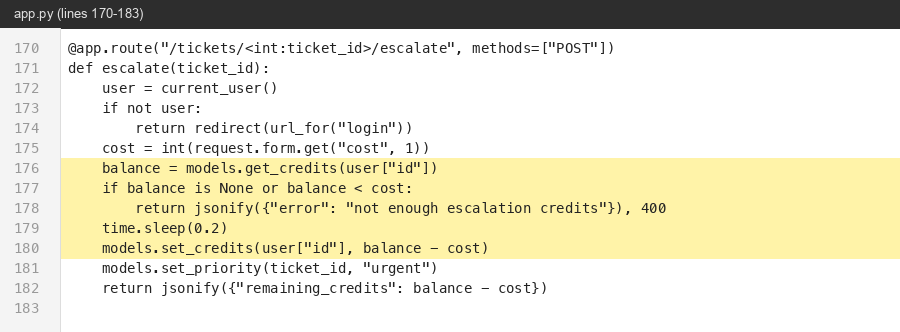 app.py (lines 170-183)
170 @app.route("/tickets/<int:ticket_id>/escalate", methods=["POST"])
171 def escalate(ticket_id):
172     user = current_user()
173     if not user:
174         return redirect(url_for("login"))
175     cost = int(request.form.get("cost", 1))
176     balance = models.get_credits(user["id"])
177     if balance is None or balance < cost:
178         return jsonify({"error": "not enough escalation credits"}), 400
179     time.sleep(0.2)
180     models.set_credits(user["id"], balance - cost)
181     models.set_priority(ticket_id, "urgent")
182     return jsonify({"remaining_credits": balance - cost})
183